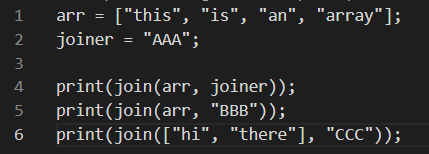 1 arr = ["this", "is", "an", "array"];
2 joiner = "AAA";
3
4 print(join(arr, joiner));
5 print(join(arr, "BBB"));
6 print(join(["hi", "there"], "CCC"));